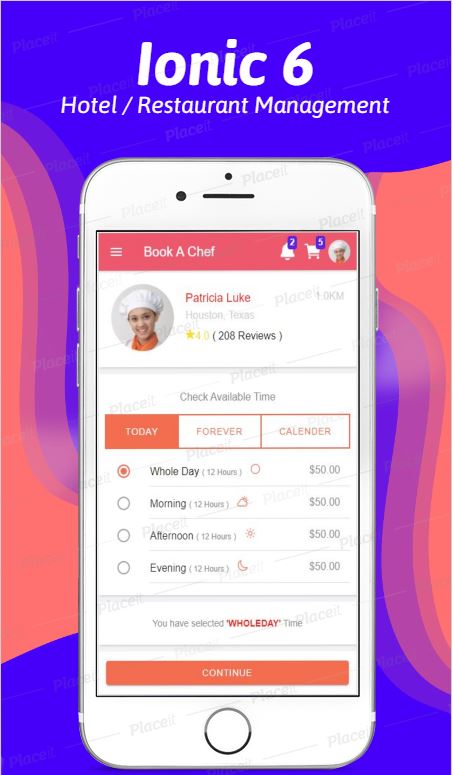 Ionic 6
Hotel / Restaurant Management
Book A Chef
2
5
Patricia Luke
1.0KM
Houston, Texas
4.0 ( 208 Reviews )
Check Available Time
TODAY
FOREVER
CALENDER
Whole Day ( 12 Hours )
$50.00
Morning ( 12 Hours )
$50.00
Afternoon ( 12 Hours )
$50.00
Evening ( 12 Hours )
$50.00
You have selected 'WHOLEDAY' Time
CONTINUE
Placeit